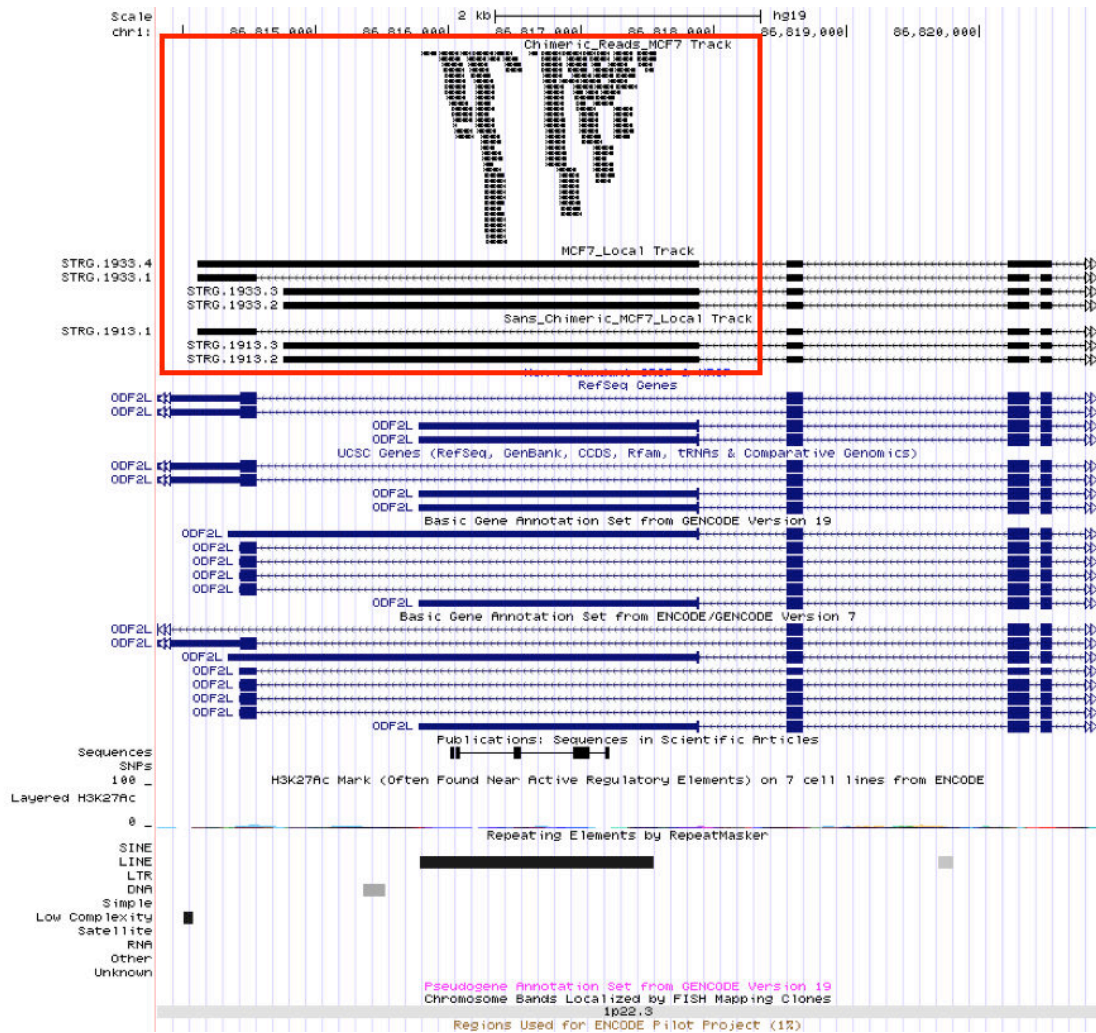 Scale 2 kb hg19
chr1: 86,815,000 86,816,000 86,817,000 86,818,000 86,819,000 86,820,000
Chimeric_Reads_MCF7 Track
MCF7_Local Track
STRG.1933.4
STRG.1933.1
STRG.1933.3
STRG.1933.2
Sans_Chimeric_MCF7_Local Track
STRG.1913.1
STRG.1913.3
STRG.1913.2
RefSeq Genes
ODF2L
ODF2L
ODF2L
ODF2L
UCSC Genes (RefSeq, GenBank, CCDS, Rfam, tRNAs & Comparative Genomics)
ODF2L
ODF2L
ODF2L
ODF2L
Basic Gene Annotation Set from GENCODE Version 19
ODF2L
ODF2L
ODF2L
ODF2L
ODF2L
ODF2L
Basic Gene Annotation Set from ENCODE/GENCODE Version 7
ODF2L
ODF2L
ODF2L
ODF2L
ODF2L
ODF2L
ODF2L
ODF2L
Publications: Sequences in Scientific Articles
Sequences
SNPs
H3K27Ac Mark (Often Found Near Active Regulatory Elements) on 7 cell lines from ENCODE
100 _
Layered H3K27Ac
0 _
Repeating Elements by RepeatMasker
SINE
LINE
LTR
DNA
Simple
Low Complexity
Satellite
RNA
Other
Unknown
Pseudogene Annotation Set from GENCODE Version 19
Chromosome Bands Localized by FISH Mapping Clones
1p22.3
Regions Used for ENCODE Pilot Project (1%)